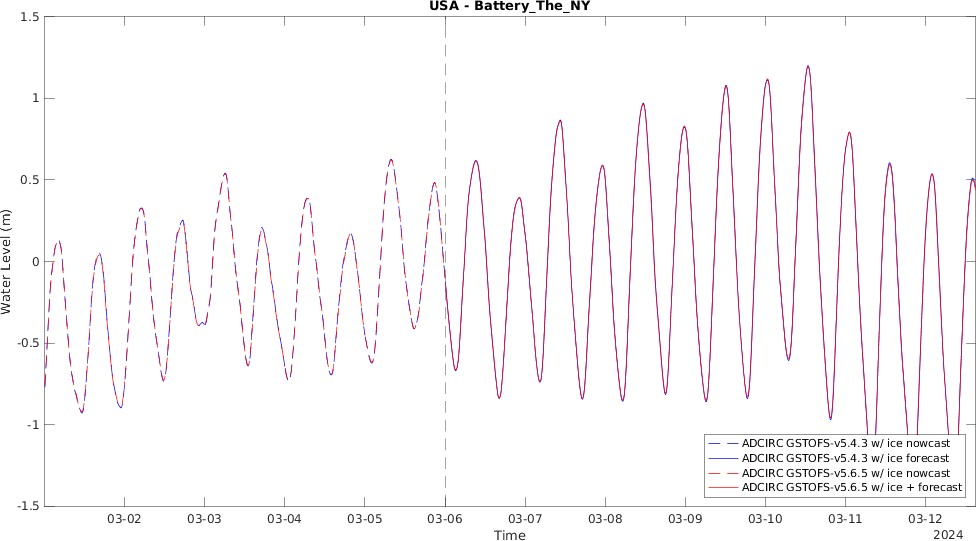 USA - Battery_The_NY
1.5
1
0.5
0
-0.5
-1
-1.5
Water Level (m)
ADCIRC GSTOFS-v5.4.3 w/ ice nowcast
ADCIRC GSTOFS-v5.4.3 w/ ice forecast
ADCIRC GSTOFS-v5.6.5 w/ ice nowcast
ADCIRC GSTOFS-v5.6.5 w/ ice + forecast
03-02 03-03 03-04 03-05 03-06 03-07 03-08 03-09 03-10 03-11 03-12
Time
2024